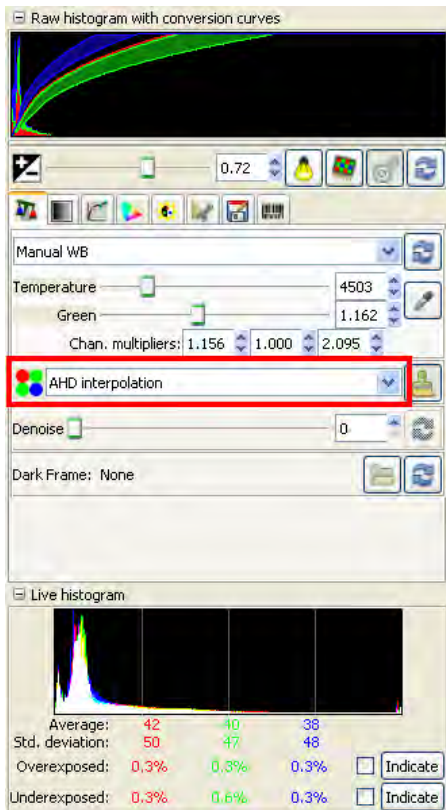 Raw histogram with conversion curves
0.72
Manual WB
Temperature 4503
Green 1.162
Chan. multipliers: 1.156 1.000 2.095
AHD interpolation
Denoise 0
Dark Frame: None
Live histogram
Average: 42 40 38
Std. deviation: 50 47 48
Overexposed: 0.3% 0.3% 0.3% Indicate
Underexposed: 0.3% 0.6% 0.3% Indicate